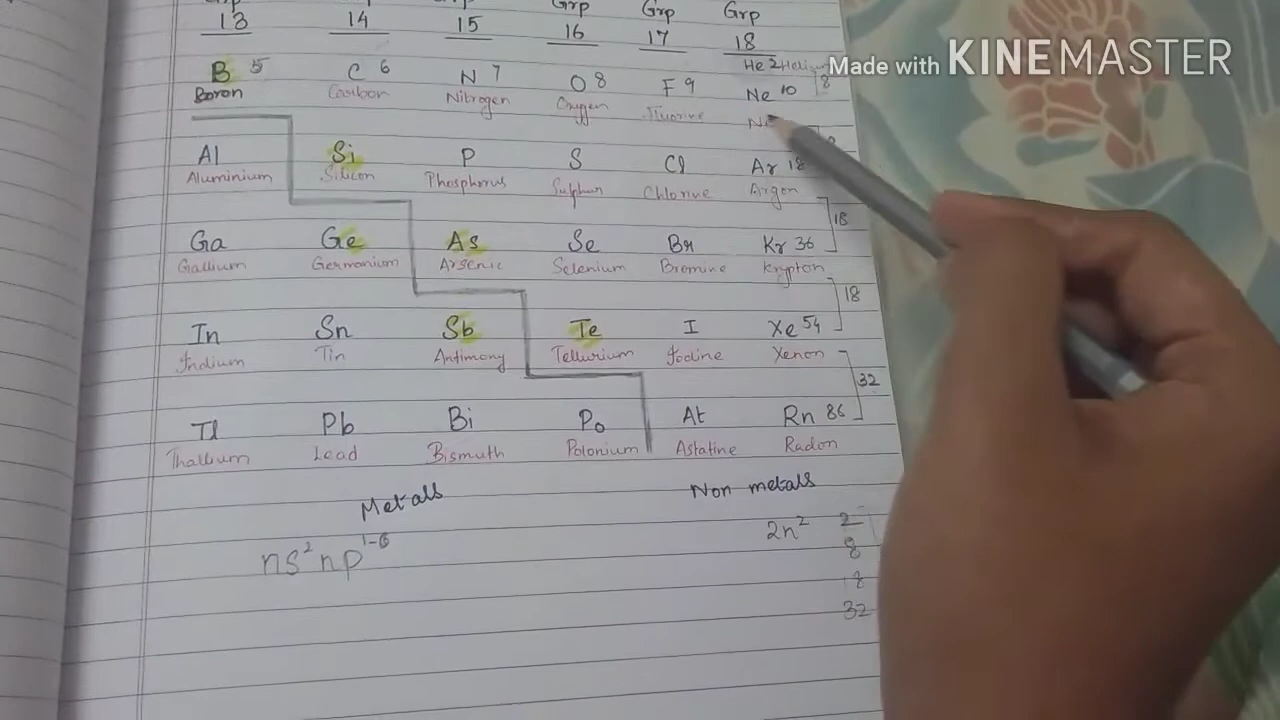 Grp Grp Grp
13 14 15 16 17 18
He 2 Helium
B 5 C 6 N 7 O 8 F 9 Ne 10 8
Boron Carbon Nitrogen Oxygen Fluorine
Al Si P S Cl Ar 18
Aluminium Silicon Phosphorus Sulphur Chlorine Argon
18
Ga Ge As Se Br Kr 36
Gallium Germanium Arsenic Selenium Bromine Krypton
18
In Sn Sb Te I Xe 54
Indium Tin Antimony Tellurium Iodine Xenon
32
Tl Pb Bi Po At Rn 86
Thallium Lead Bismuth Polonium Astatine Radon
Metals Non metals
2n² 2
ns² np¹⁻⁶ 8
18
32
Made with KINEMASTER